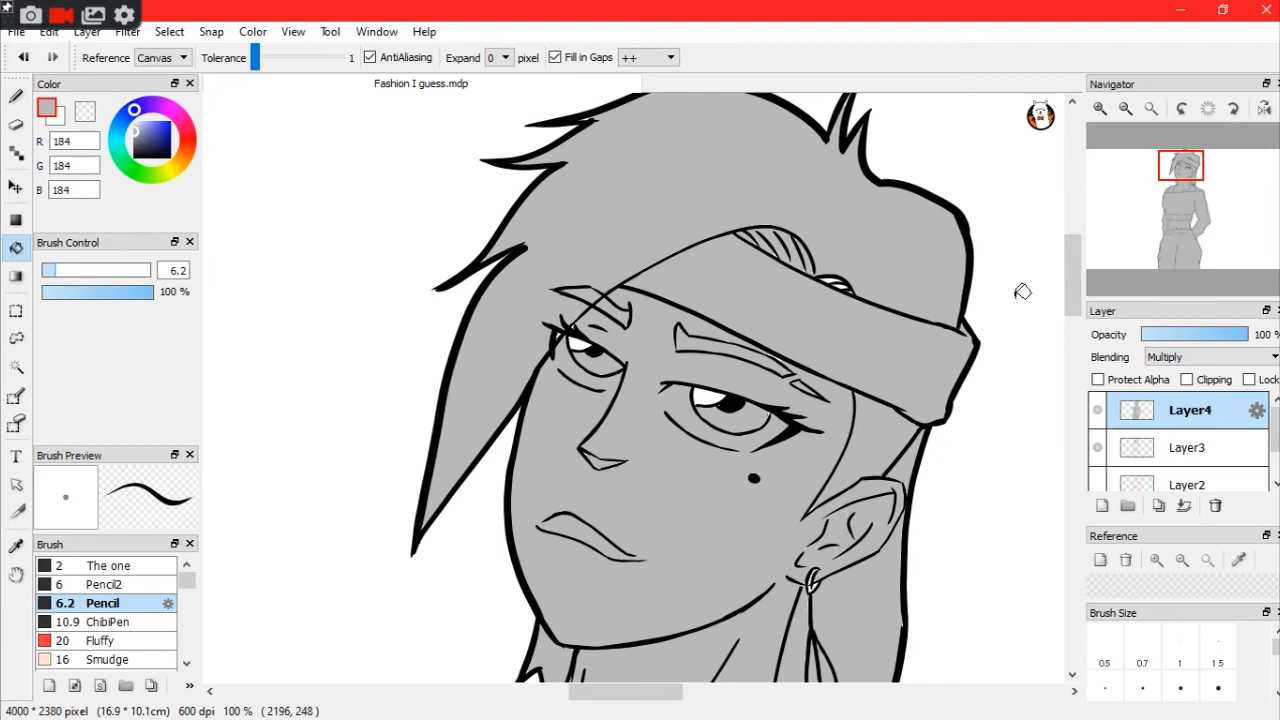 File Edit Layer Filter Select Snap Color View Tool Window Help
Reference Canvas Tolerance 1 AntiAliasing Expand 0 pixel Fill in Gaps ++
Color
Fashion I guess.mdp
Navigator
R 184
G 184
B 184
Brush Control
6.2
100 %
Layer
Opacity 100 %
Blending Multiply
Protect Alpha Clipping Lock
Layer4
Layer3
Layer2
Brush Preview
Reference
Brush
2 The one
6 Pencil2
6.2 Pencil
10.9 ChibiPen
20 Fluffy
16 Smudge
Brush Size
0.5 0.7 1 1.5
4000 * 2380 pixel (16.9 * 10.1cm) 600 dpi 100 % ( 2196, 248 )